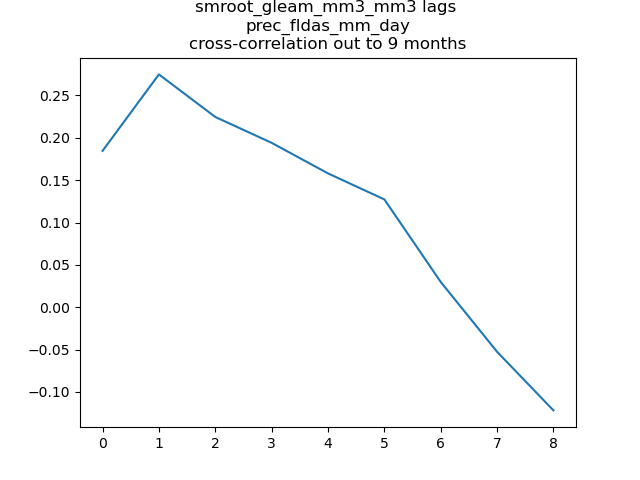 smroot_gleam_mm3_mm3 lags
prec_fldas_mm_day
cross-correlation out to 9 months
0.25
0.20
0.15
0.10
0.05
0.00
−0.05
−0.10
0 1 2 3 4 5 6 7 8